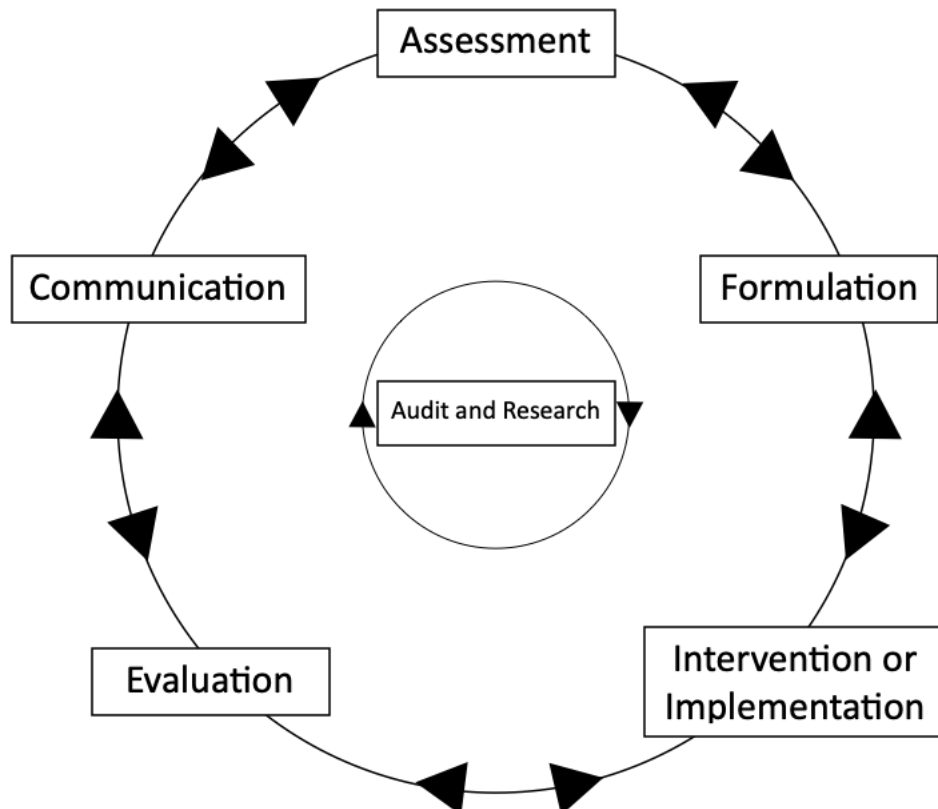 Assessment
Communication
Formulation
Audit and Research
Evaluation
Intervention or
Implementation